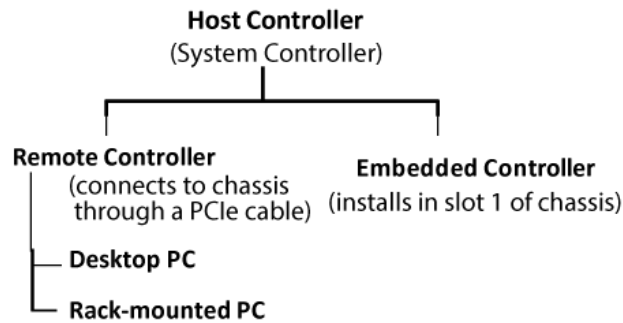 Host Controller
(System Controller)
Remote Controller
(connects to chassis
through a PCIe cable)
Embedded Controller
(installs in slot 1 of chassis)
Desktop PC
Rack-mounted PC